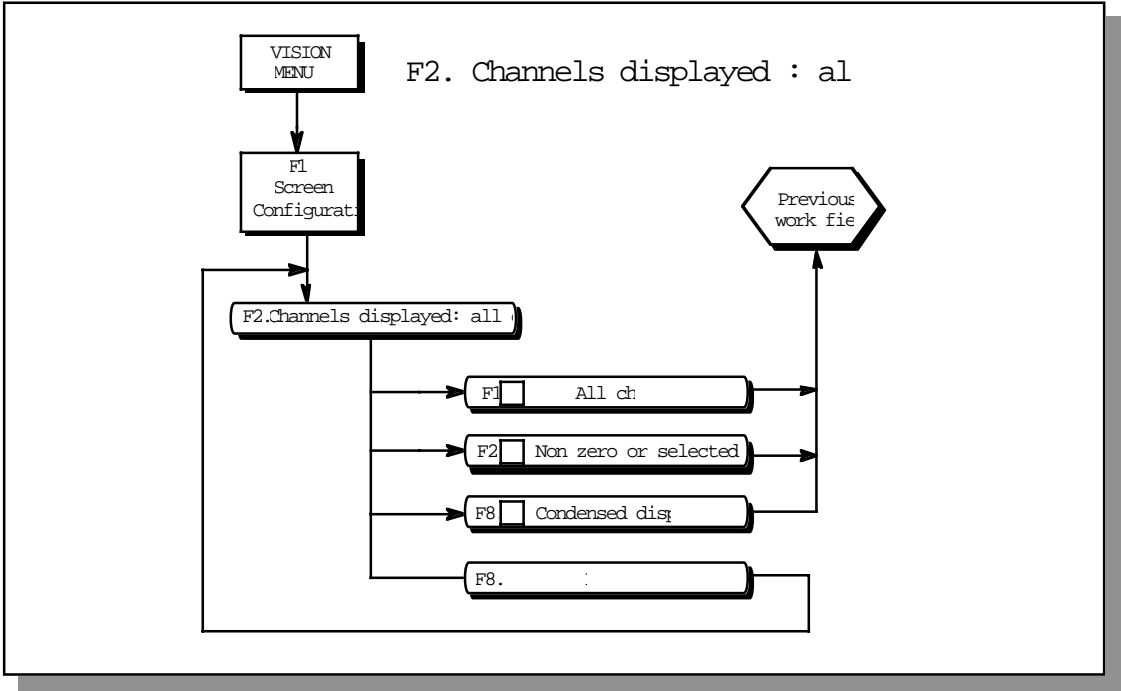 VISION
MENU
F2. Channels displayed : al
F1
Screen
Configurati
Previous
work fie
F2.Channels displayed: all
F1 All ch
F2 Non zero or selected
F8 Condensed disp
F8.